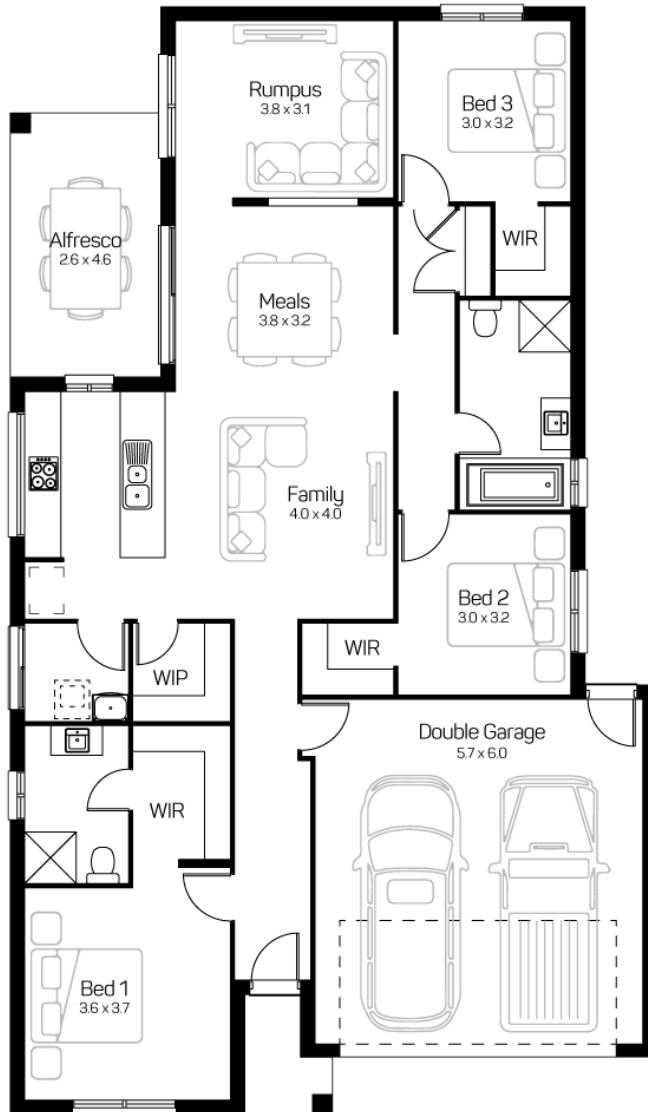 Rumpus
3.8 x 3.1
Bed 3
3.0 x 3.2
Alfresco
2.6 x 4.6
WIR
Meals
3.8 x 3.2
Family
4.0 x 4.0
Bed 2
3.0 x 3.2
WIR
WIP
Double Garage
5.7 x 6.0
WIR
Bed 1
3.6 x 3.7